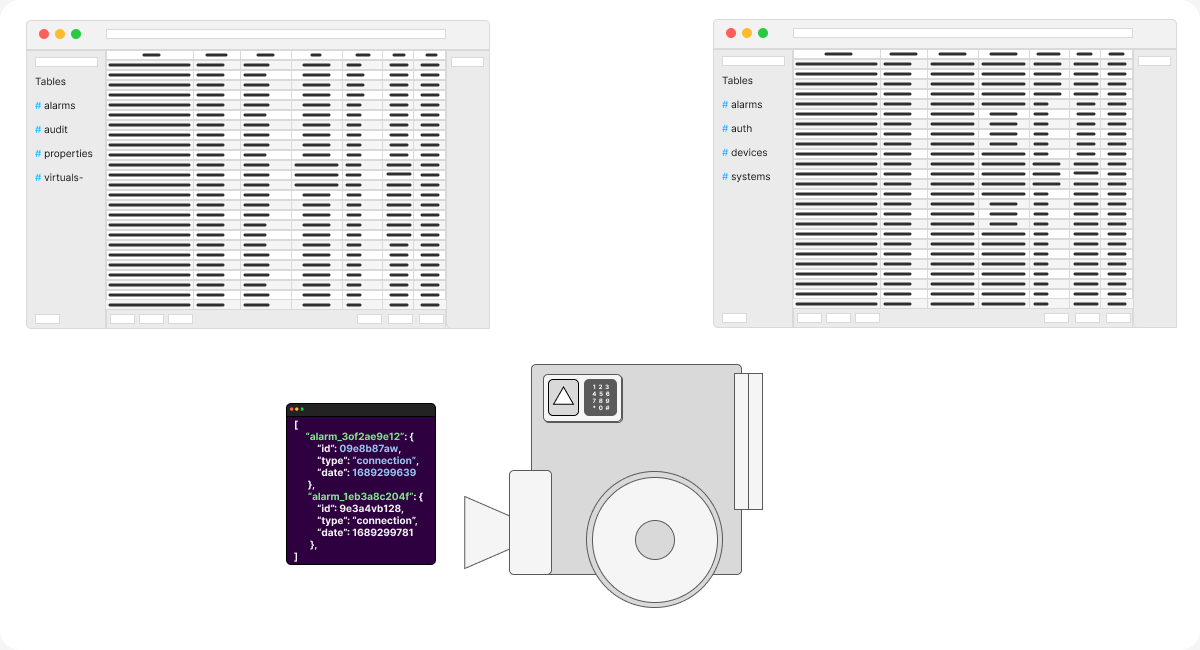 Tables
# alarms
# audit
# properties
# virtuals-
Tables
# alarms
# auth
# devices
# systems
[
“alarm_3of2ae9e12”: {
“id”: 09e8b87aw,
“type”: “connection”,
“date”: 1689299639
},
“alarm_1eb3a8c204f”: {
“id”: 9e3a4vb128,
“type”: “connection”,
“date”: 1689299781
},
]
1 2 3
4 5 6
7 8 9
* 0 #